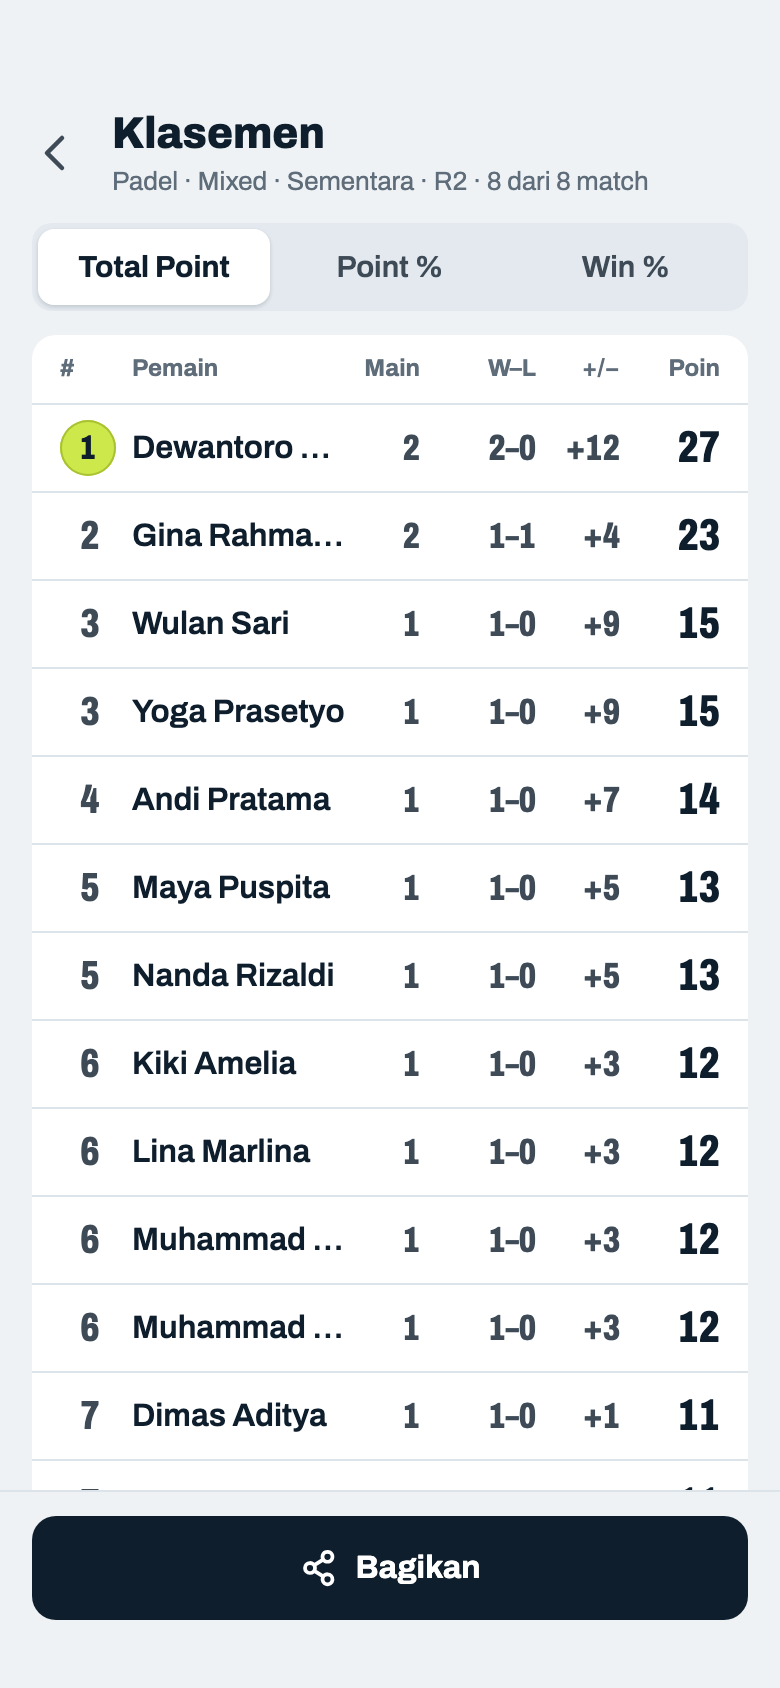 Klasemen
Padel · Mixed · Sementara · R2 · 8 dari 8 match
Total Point Point % Win %
# Pemain Main W–L +/– Poin
1 Dewantoro ... 2 2–0 +12 27
2 Gina Rahma... 2 1–1 +4 23
3 Wulan Sari 1 1–0 +9 15
3 Yoga Prasetyo 1 1–0 +9 15
4 Andi Pratama 1 1–0 +7 14
5 Maya Puspita 1 1–0 +5 13
5 Nanda Rizaldi 1 1–0 +5 13
6 Kiki Amelia 1 1–0 +3 12
6 Lina Marlina 1 1–0 +3 12
6 Muhammad ... 1 1–0 +3 12
6 Muhammad ... 1 1–0 +3 12
7 Dimas Aditya 1 1–0 +1 11
Bagikan